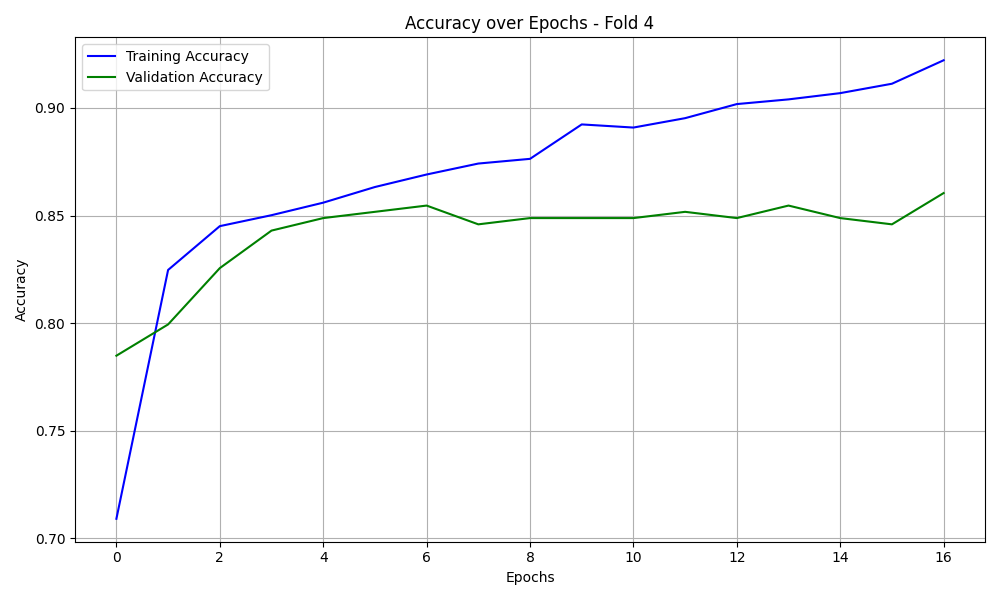 Accuracy over Epochs - Fold 4
Training Accuracy
Validation Accuracy
0.90
0.85
0.80
0.75
0.70
Accuracy
0 2 4 6 8 10 12 14 16
Epochs